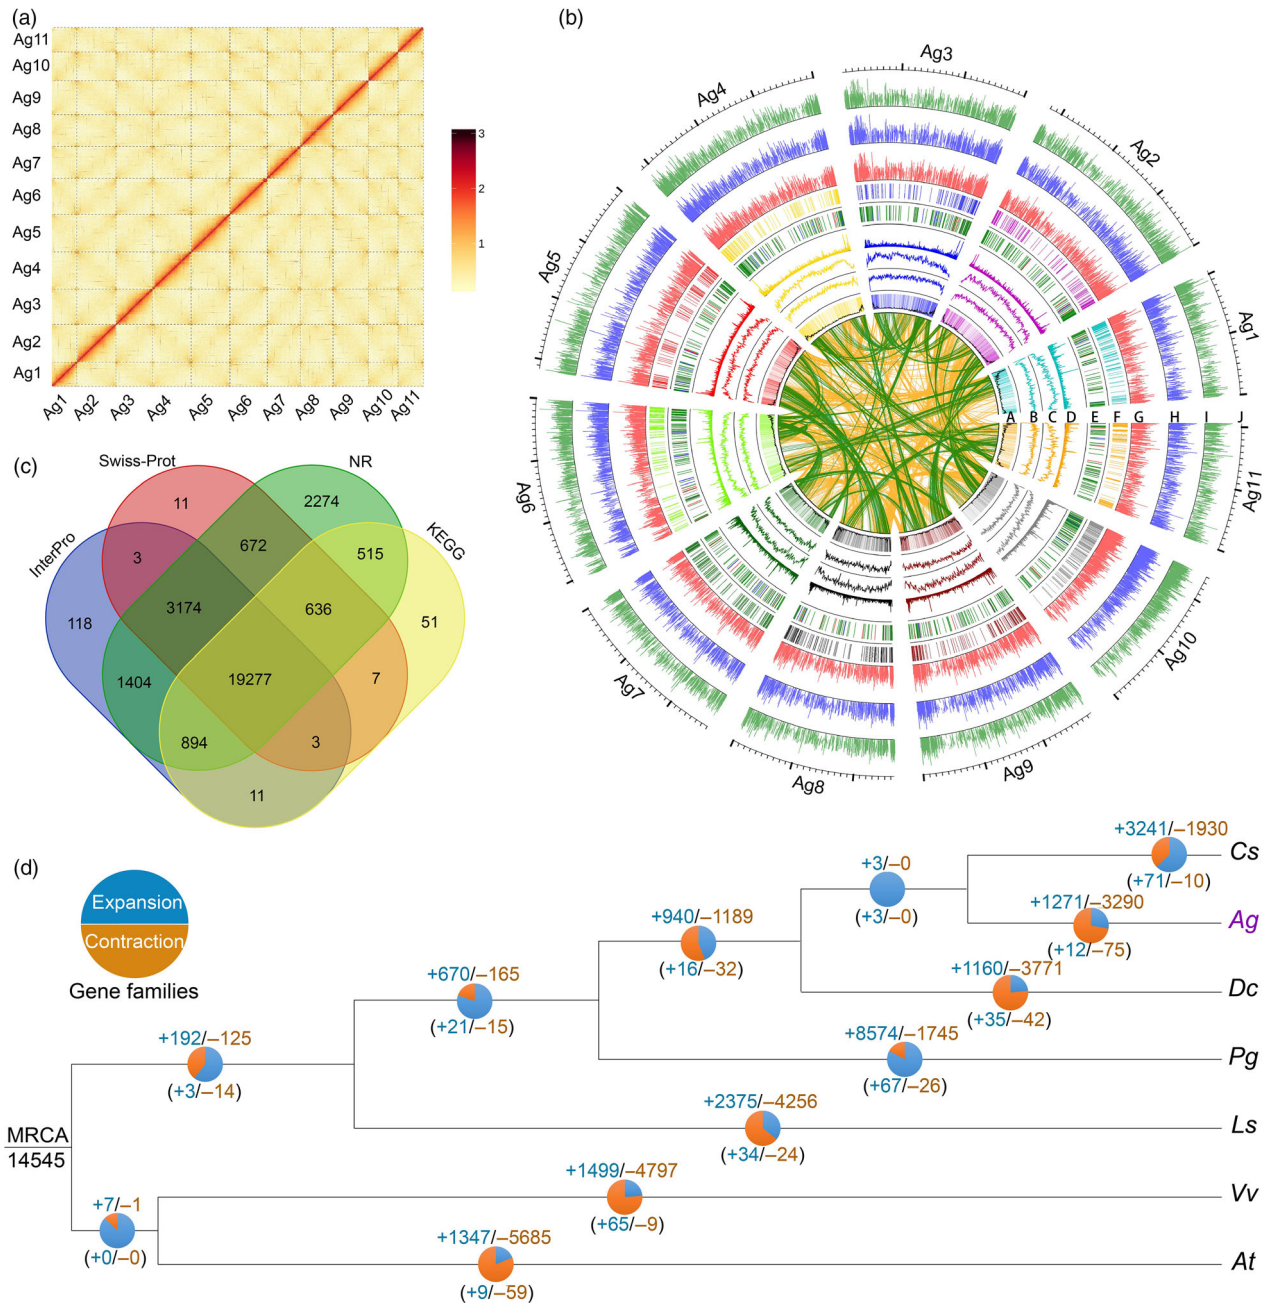 (a)
Ag11
Ag10
Ag9
Ag8
Ag7
Ag6
Ag5
Ag4
Ag3
Ag2
Ag1
Ag1 Ag2 Ag3 Ag4 Ag5 Ag6 Ag7 Ag8 Ag9 Ag10 Ag11
3
2
1
(b)
Ag3
Ag4
Ag2
Ag5
Ag1
A B C D E F G H I J
Ag6
Ag11
Ag7
Ag10
Ag8
Ag9
(c)
Swiss-Prot
NR
InterPro
KEGG
11
2274
3
672
515
118
3174
636
51
1404
19277
7
894
3
11
(d)
Expansion
Contraction
Gene families
+3241/–1930
Cs
(+71/–10)
+3/–0
(+3/–0)
+1271/–3290
Ag
(+12/–75)
+940/–1189
(+16/–32)
+1160/–3771
Dc
(+35/–42)
+670/–165
(+21/–15)
+8574/–1745
Pg
(+67/–26)
+192/–125
(+3/–14)
+2375/–4256
Ls
(+34/–24)
MRCA
14545
+1499/–4797
Vv
(+65/–9)
+7/–1
(+0/–0)
+1347/–5685
At
(+9/–59)